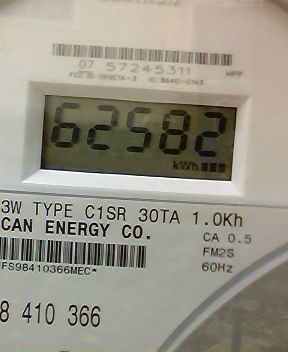 07 57245311 MPP
62582
kWh
3W TYPE C1SR 30TA 1.0Kh
CAN ENERGY CO. CA 0.5
FM2S
FS98410366MEC* 60Hz
8 410 366